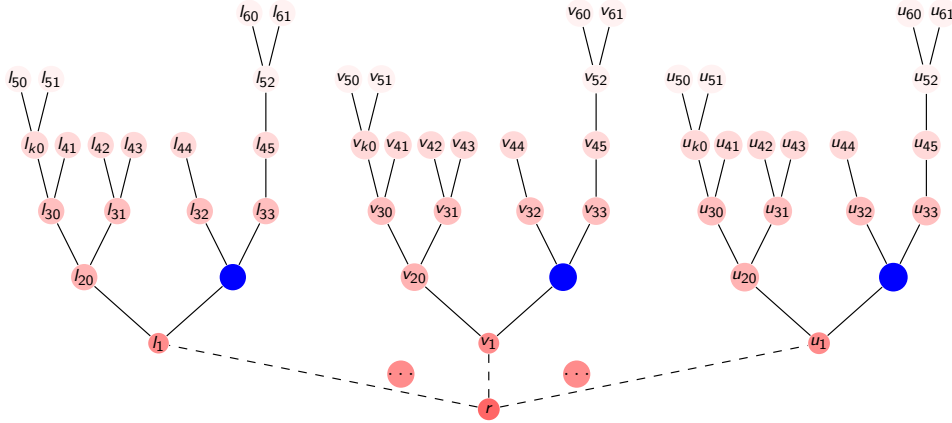 l60 l61 v60 v61 u60 u61
l50 l51 l52 v50 v51 v52 u50 u51 u52
lk0 l41 l42 l43 l44 l45 vk0 v41 v42 v43 v44 v45 uk0 u41 u42 u43 u44 u45
l30 l31 l32 l33 v30 v31 v32 v33 u30 u31 u32 u33
l20 v20 u20
l1 v1 u1
... ...
r